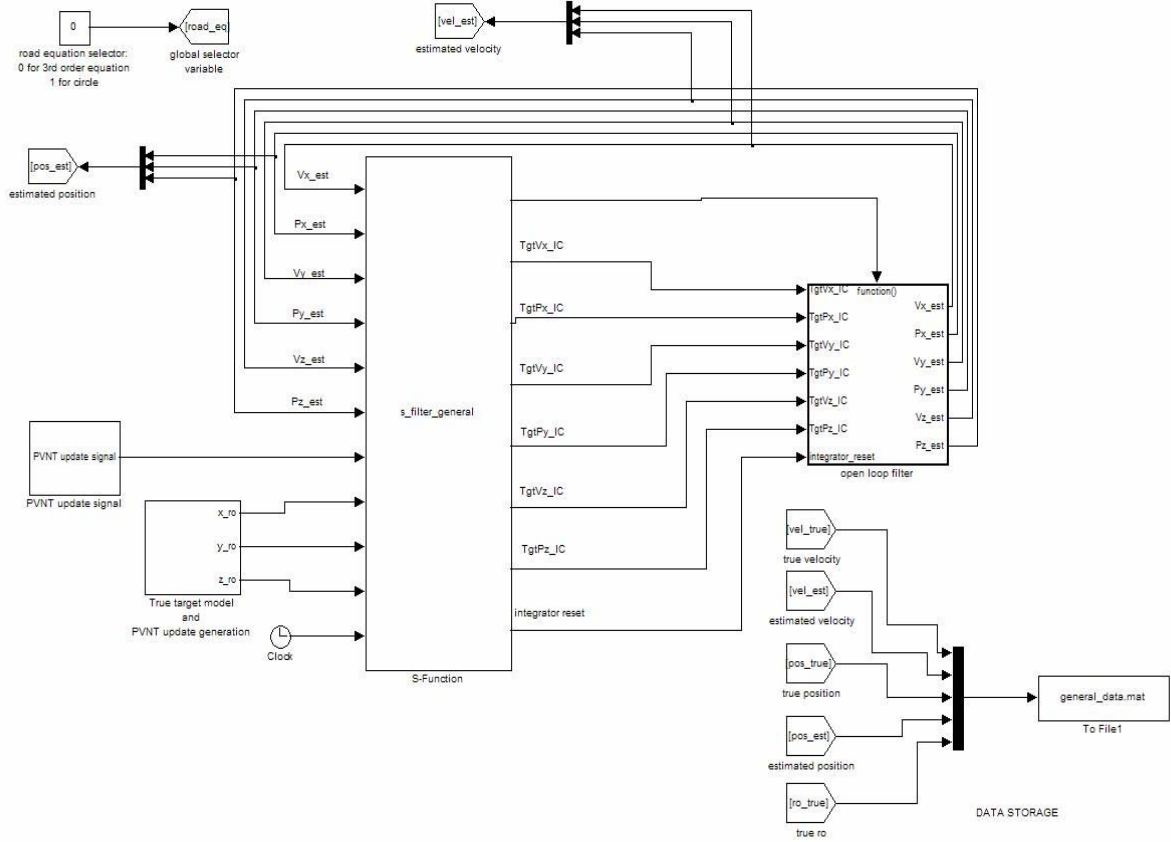 0
road equation selector:
0 for 3rd order equation
1 for circle
[road_eq]
global selector
variable
[vel_est]
estimated velocity
[pos_est]
estimated position
Vx_est
Px_est
Vy_est
Py_est
Vz_est
Pz_est
PVNT update signal
PVNT update signal
x_ro
y_ro
z_ro
True target model
and
PVNT update generation
Clock
s_filter_general
S-Function
TgtVx_IC
TgtPx_IC
TgtVy_IC
TgtPy_IC
TgtVz_IC
TgtPz_IC
integrator reset
function()
TgtVx_IC
TgtPx_IC
TgtVy_IC
TgtPy_IC
TgtVz_IC
TgtPz_IC
integrator_reset
Vx_est
Px_est
Vy_est
Py_est
Vz_est
Pz_est
open loop filter
[vel_true]
true velocity
[vel_est]
estimated velocity
[pos_true]
true position
[pos_est]
estimated position
[ro_true]
true ro
general_data.mat
To File1
DATA STORAGE